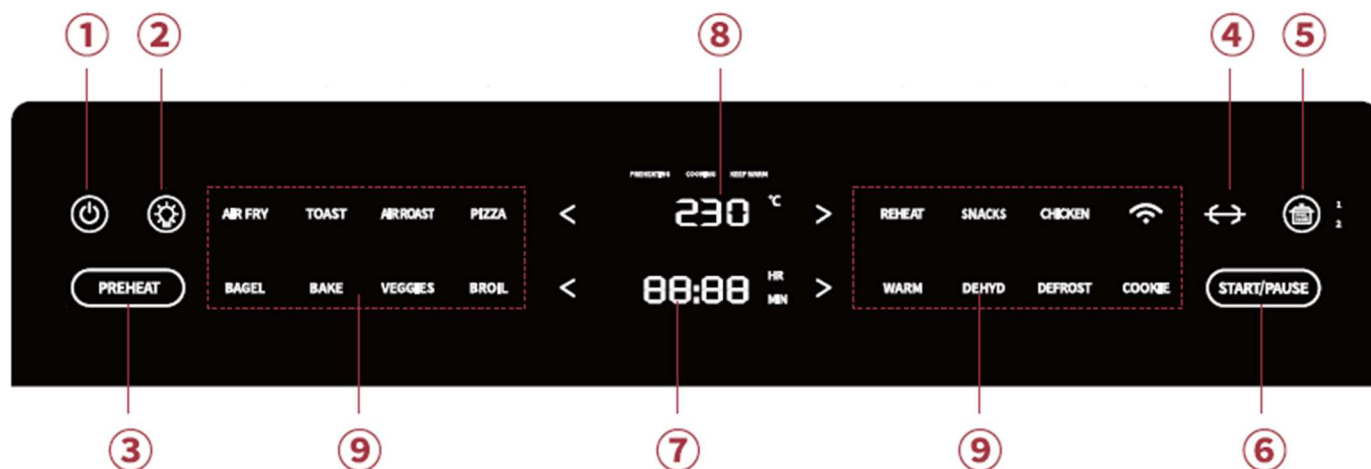 ① ② ⑧ ④ ⑤
PREHEATING COOKING KEEP WARM
AIR FRY TOAST AIR ROAST PIZZA < 230 °C > REHEAT SNACKS CHICKEN 1
2
PREHEAT BAGEL BAKE VEGGIES BROIL < 88:88 HR MIN > WARM DEHYD DEFROST COOKIE START/PAUSE
③ ⑨ ⑦ ⑨ ⑥